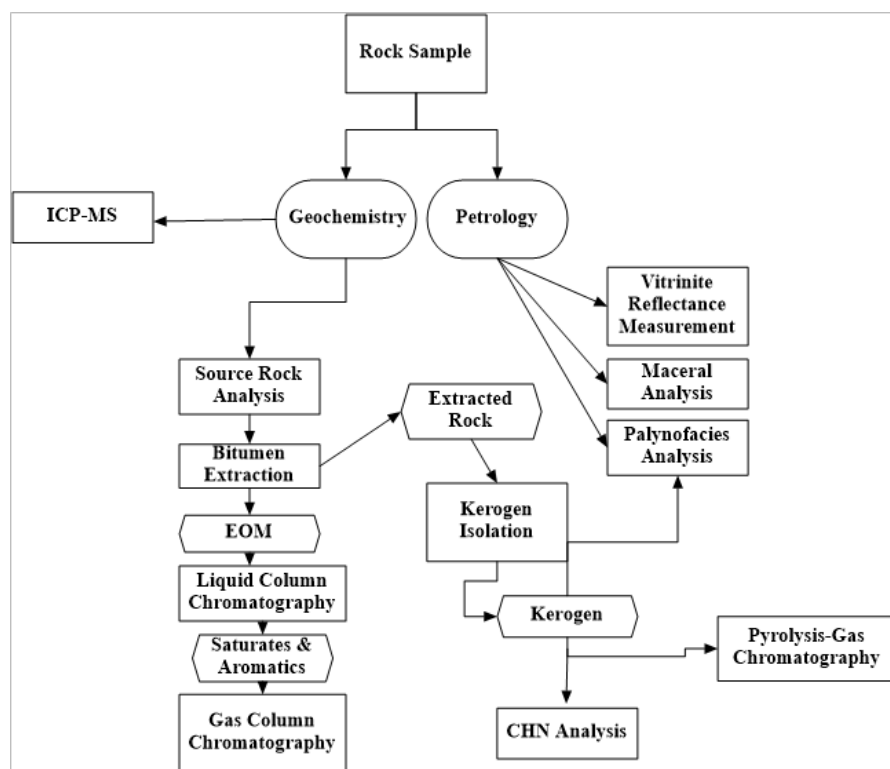 Rock Sample
ICP-MS
Geochemistry
Petrology
Vitrinite
Reflectance
Measurement
Source Rock
Analysis
Extracted
Rock
Maceral
Analysis
Palynofacies
Analysis
Bitumen
Extraction
Kerogen
Isolation
EOM
Liquid Column
Chromatography
Kerogen
Saturates &
Aromatics
Pyrolysis-Gas
Chromatography
Gas Column
Chromatography
CHN Analysis